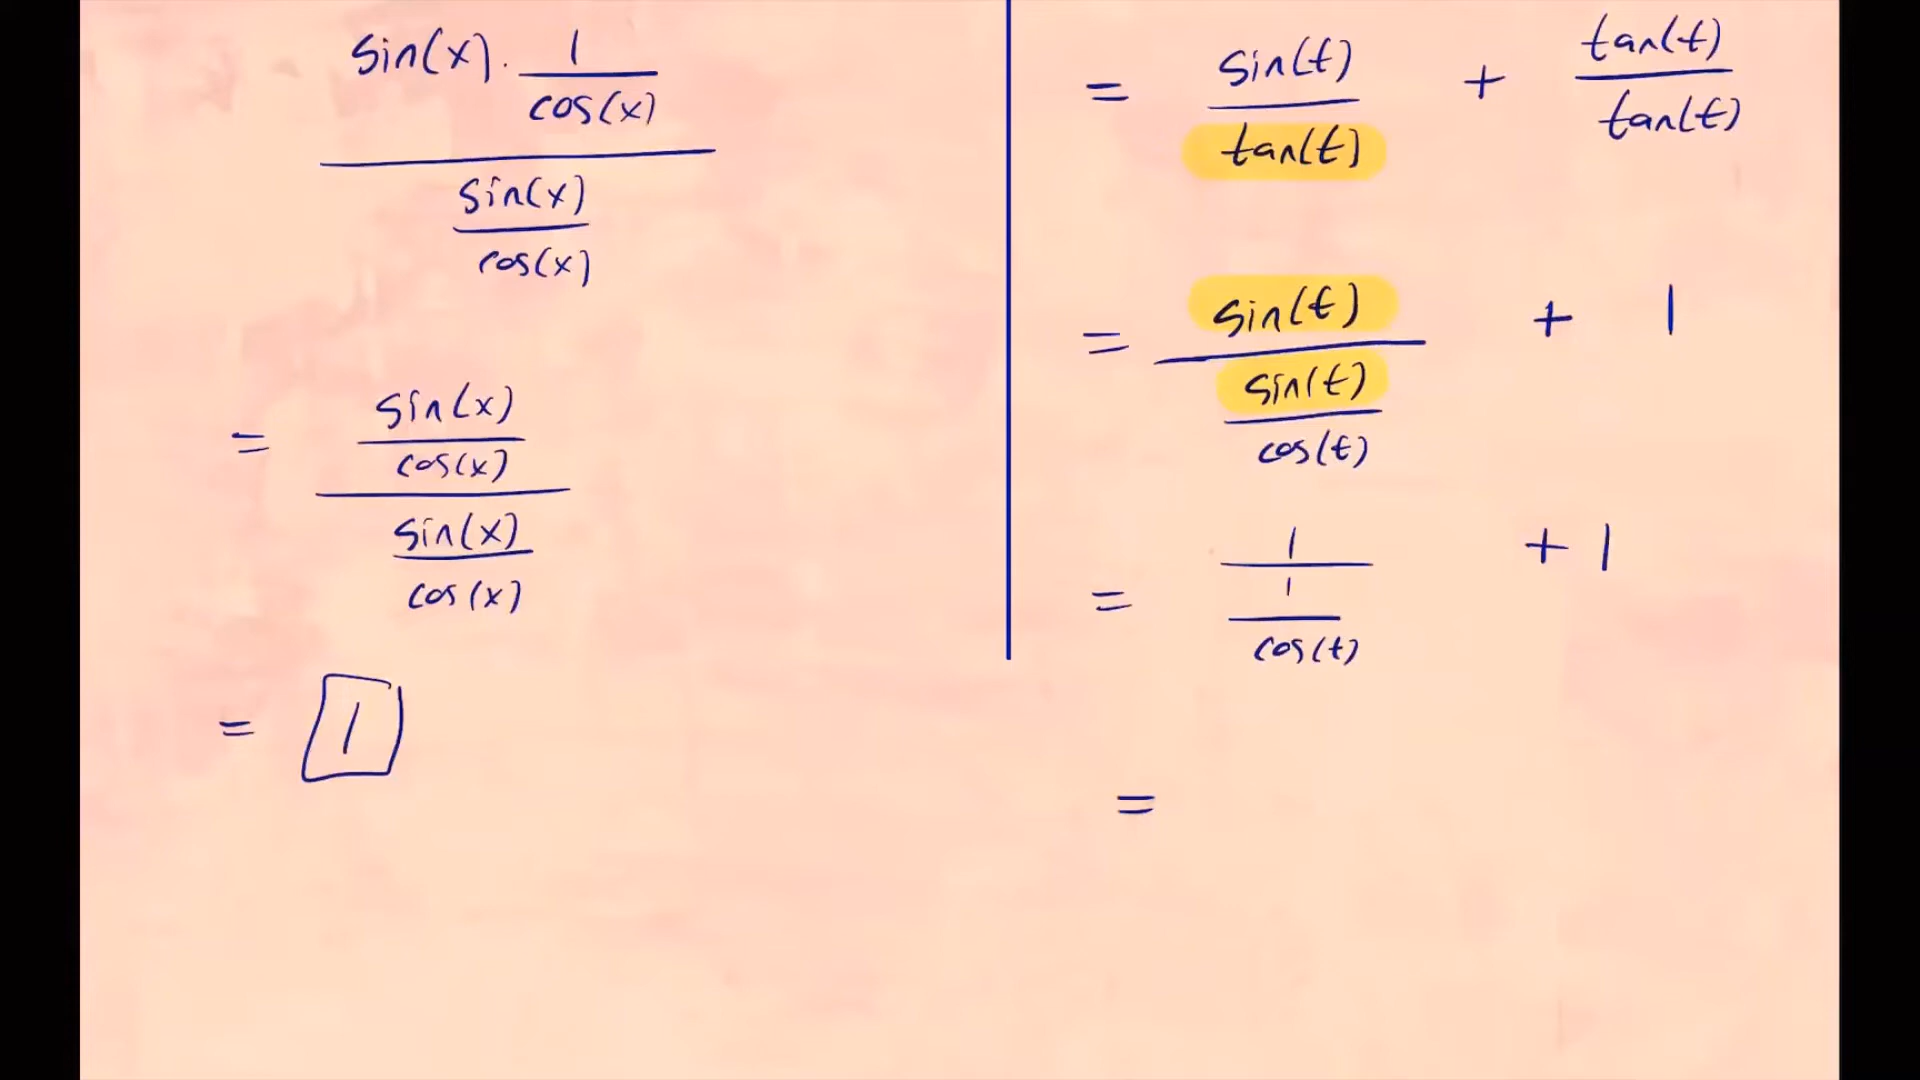 sin(x) · 1
cos(x)
sin(x)
cos(x)
= sin(x)
cos(x)
sin(x)
cos(x)
= 1
= sin(t) + tan(t)
tan(t) tan(t)
= sin(t) + 1
sin(t)
cos(t)
= 1 + 1
1
cos(t)
=